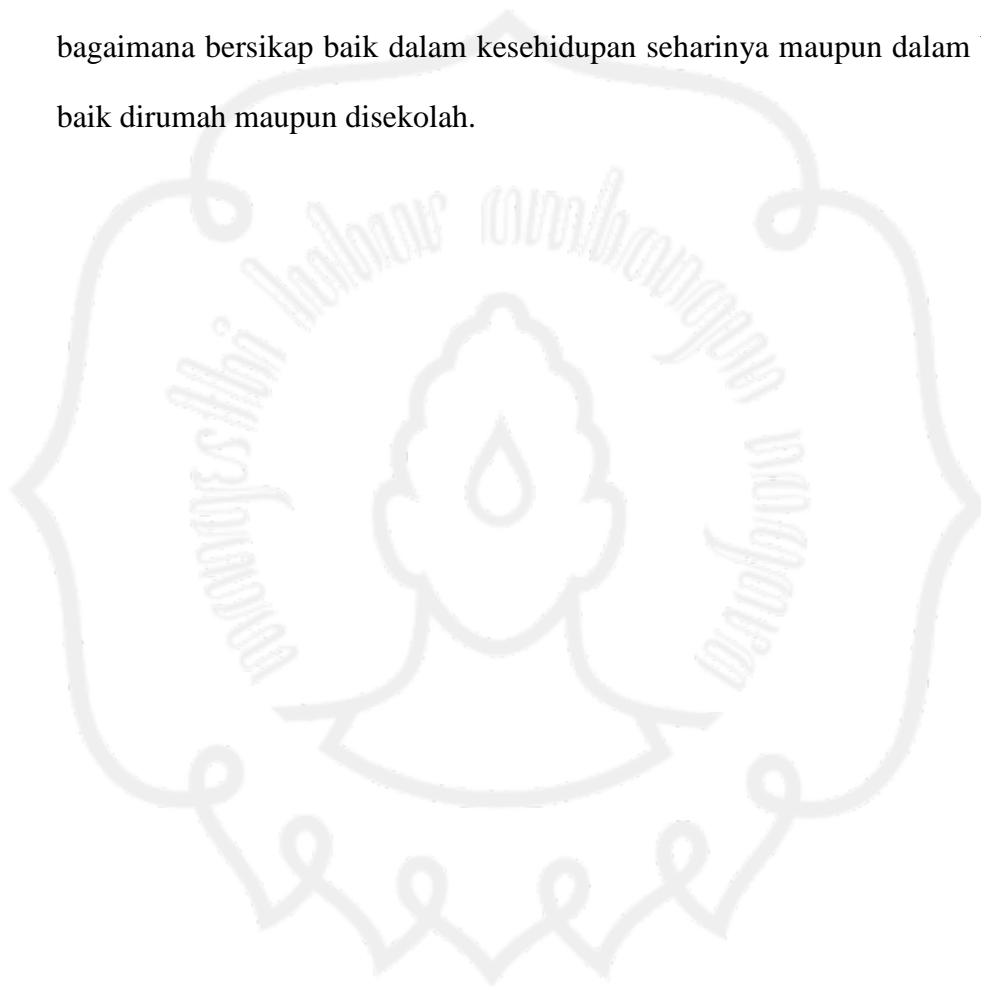 bagaimana bersikap baik dalam kesehidupan seharinya maupun dalam
baik dirumah maupun disekolah.